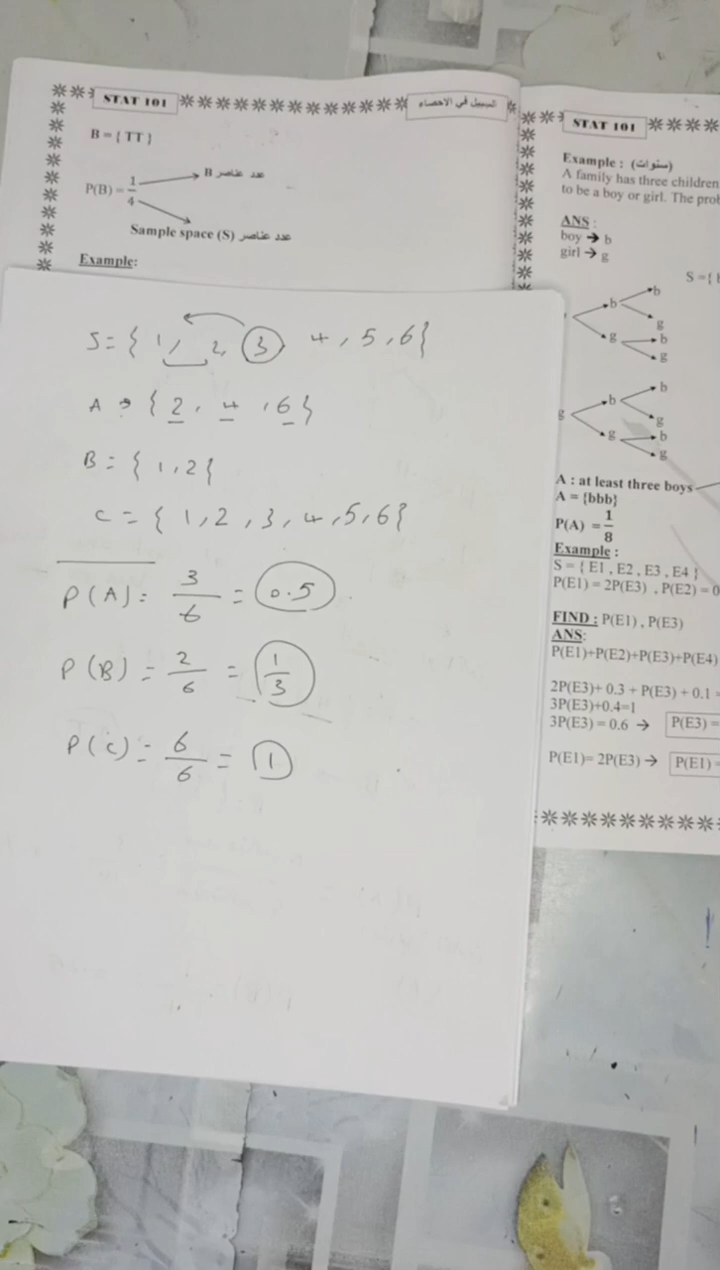 STAT 101
السبيل في الاحصاء
B = { TT }
P(B) = 1/4
عدد عناصر B
Sample space (S) عدد عناصر
Example:
S = { 1, 2, 3, 4, 5, 6 }
A = { 2, 4, 6 }
B = { 1, 2 }
C = { 1, 2, 3, 4, 5, 6 }
P(A) = 3/6 = 0.5
P(B) = 2/6 = 1/3
P(C) = 6/6 = 1
STAT 101
Example : (سنوات)
A family has three children
to be a boy or girl. The
ANS :
boy → b
girl → g
S = {
b
b
g
g
b
g
g
b
b
g
g
b
g
A : at least three boys
A = {bbb}
P(A) = 1/8
Example :
S = { E1 , E2 , E3 , E4 }
P(E1) = 2P(E3) , P(E2) = 0
FIND : P(E1) , P(E3)
ANS:
P(E1)+P(E2)+P(E3)+P(E4)
2P(E3)+ 0.3 + P(E3) + 0.1 =
3P(E3)+0.4=1
3P(E3) = 0.6 → P(E3) =
P(E1)= 2P(E3) → P(E1) =